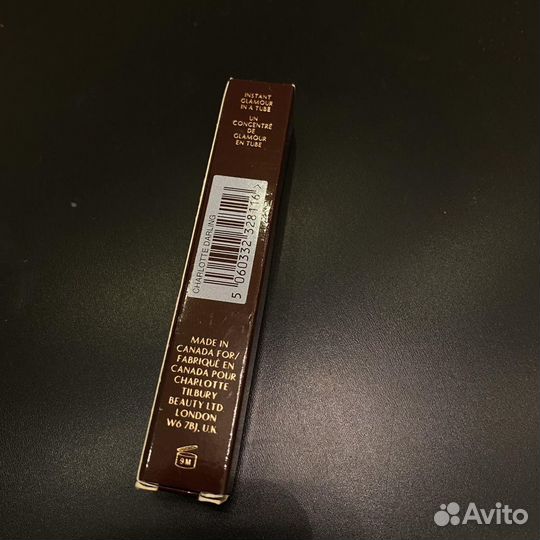 INSTANT
GLAMOUR
IN A TUBE
UN
CONCENTRÉ
DE
GLAMOUR
EN TUBE
CHARLOTTE DARLING
5 060332 328116
MADE IN
CANADA FOR/
FABRIQUÉ EN
CANADA POUR
CHARLOTTE
TILBURY
BEAUTY LTD
LONDON
W6 7BJ, U.K
9M
Avito